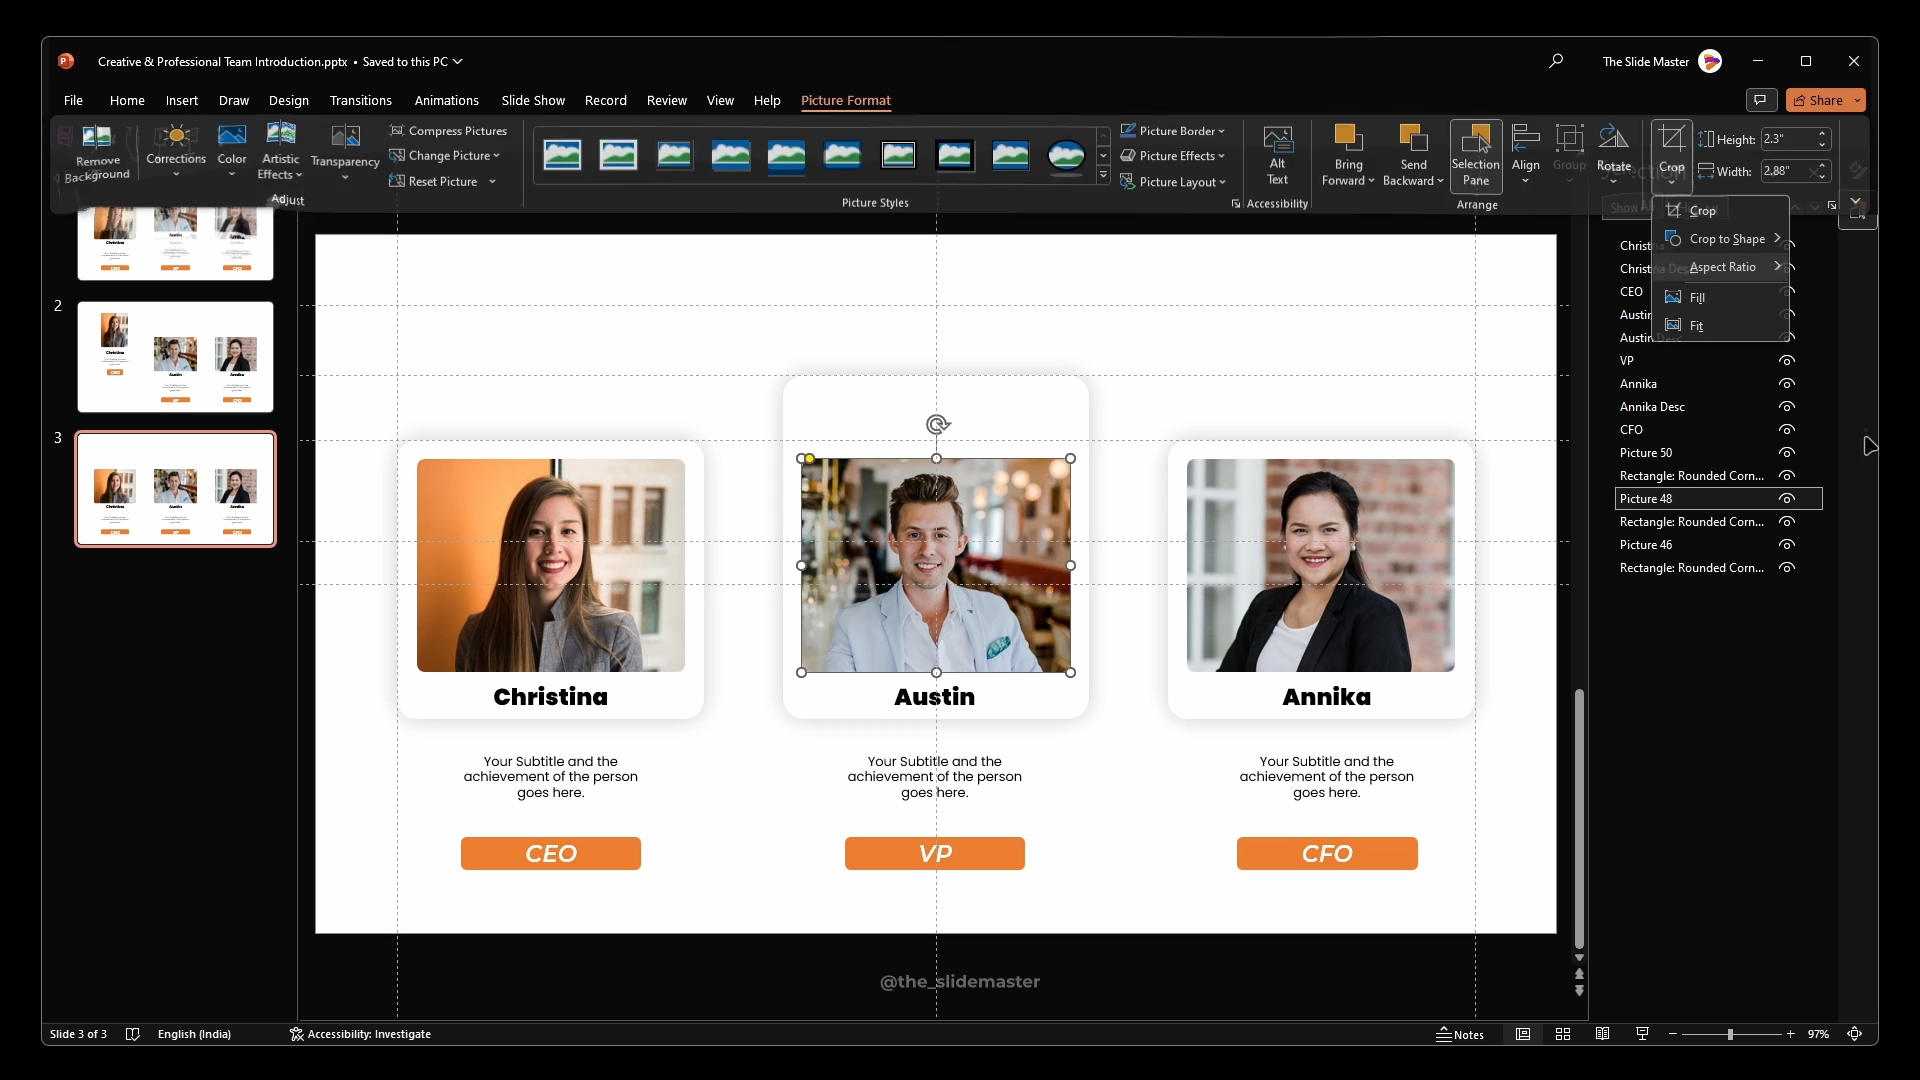 Creative & Professional Team Introduction.pptx • Saved to this PC
The Slide Master
File Home Insert Draw Design Transitions Animations Slide Show Record Review View Help Picture Format
Share
Remove Background
Corrections
Color
Artistic Effects
Transparency
Compress Pictures
Change Picture
Reset Picture
Adjust
Picture Styles
Picture Border
Picture Effects
Picture Layout
Alt Text
Accessibility
Bring Forward
Send Backward
Selection Pane
Align
Group
Rotate
Arrange
Crop
Height: 2.3"
Width: 2.88"
Crop
Crop to Shape
Aspect Ratio
Fill
Fit
CEO
VP
Annika
Annika Desc
CFO
Picture 50
Rectangle: Rounded Corn...
Picture 48
Rectangle: Rounded Corn...
Picture 46
Rectangle: Rounded Corn...
2
3
Christina
Your Subtitle and the
achievement of the person
goes here.
CEO
Austin
Your Subtitle and the
achievement of the person
goes here.
VP
Annika
Your Subtitle and the
achievement of the person
goes here.
CFO
@the_slidemaster
Slide 3 of 3
English (India)
Accessibility: Investigate
Notes
97%